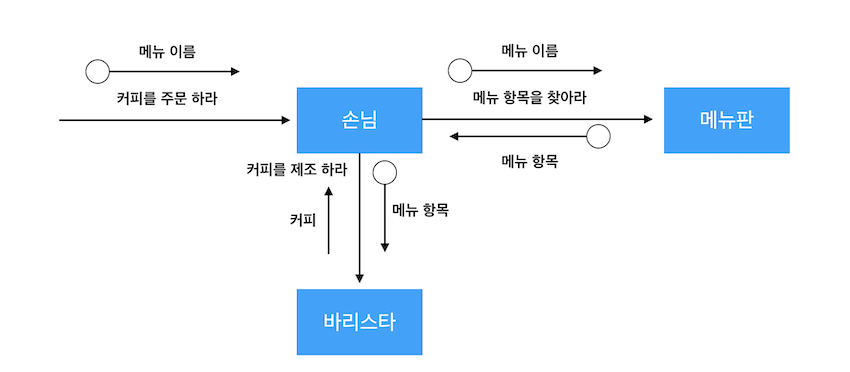 메뉴 이름
메뉴 이름
커피를 주문 하라
메뉴 항목을 찾아라
손님
메뉴판
메뉴 항목
커피를 제조 하라
메뉴 항목
커피
바리스타